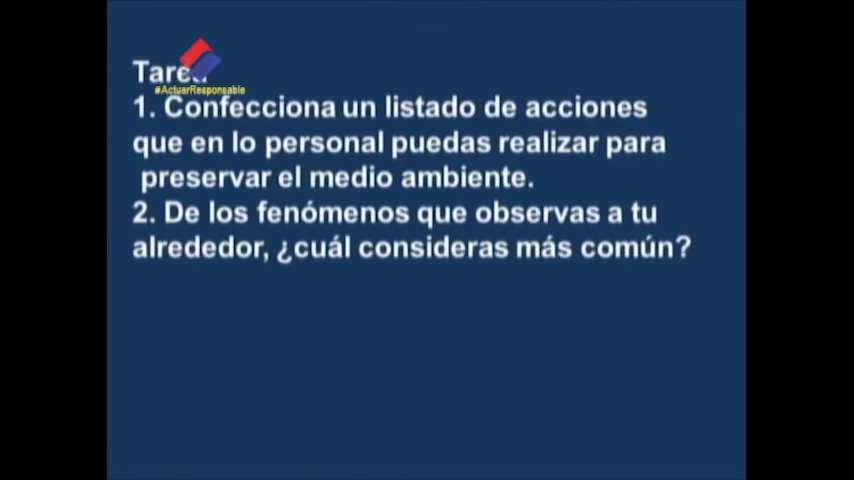 Tarea
#ActuarResponsable
1. Confecciona un listado de acciones
que en lo personal puedas realizar para
preservar el medio ambiente.
2. De los fenómenos que observas a tu
alrededor, ¿cuál consideras más común?